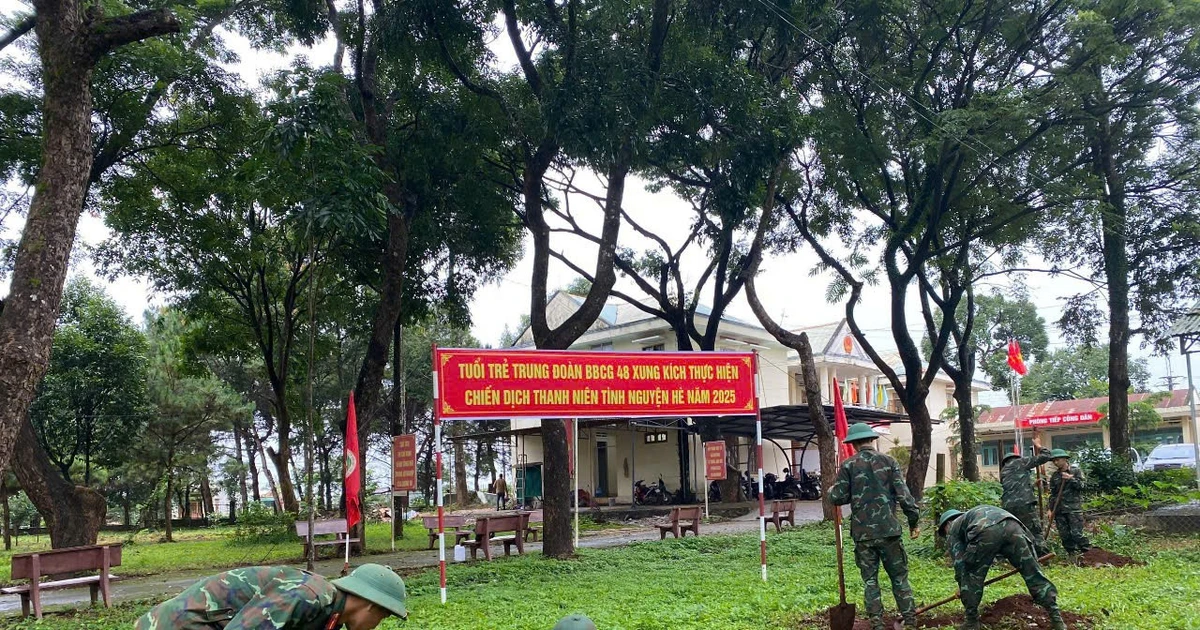 TUỔI TRẺ TRUNG ĐOÀN BBCG 48 XUNG KÍCH THỰC HIỆN
CHIẾN DỊCH THANH NIÊN TÌNH NGUYỆN HÈ NĂM 2025
PHÒNG TIẾP CÔNG DÂN